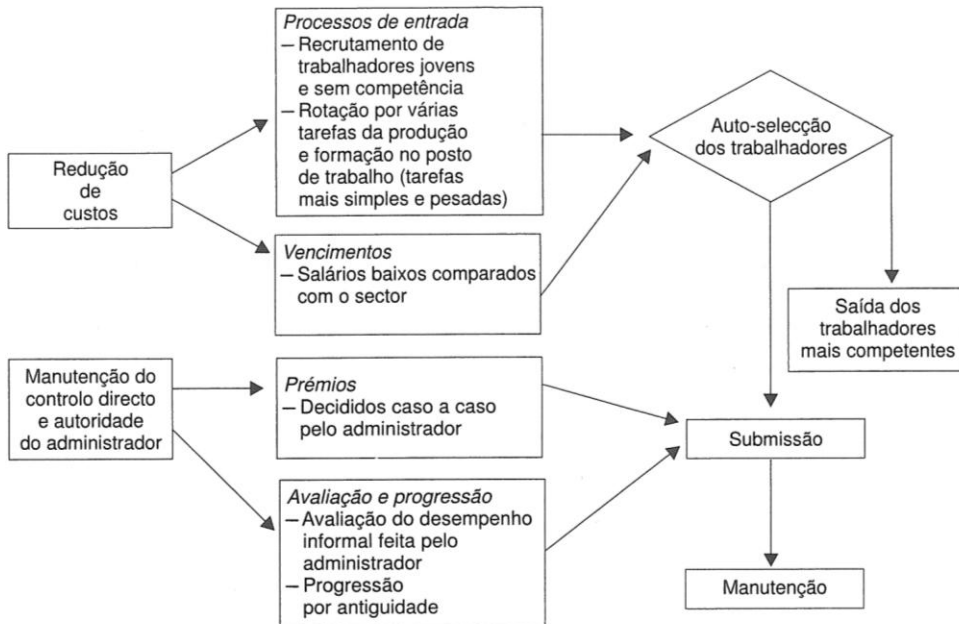 Redução
de
custos
Processos de entrada
– Recrutamento de
trabalhadores jovens
e sem competência
– Rotação por várias
tarefas da produção
e formação no posto
de trabalho (tarefas
mais simples e pesadas)
Vencimentos
– Salários baixos comparados
com o sector
Auto-selecção
dos trabalhadores
Saída dos
trabalhadores
mais competentes
Manutenção do
controlo directo
e autoridade
do administrador
Prémios
– Decididos caso a caso
pelo administrador
Avaliação e progressão
– Avaliação do desempenho
informal feita pelo
administrador
– Progressão
por antiguidade
Submissão
Manutenção